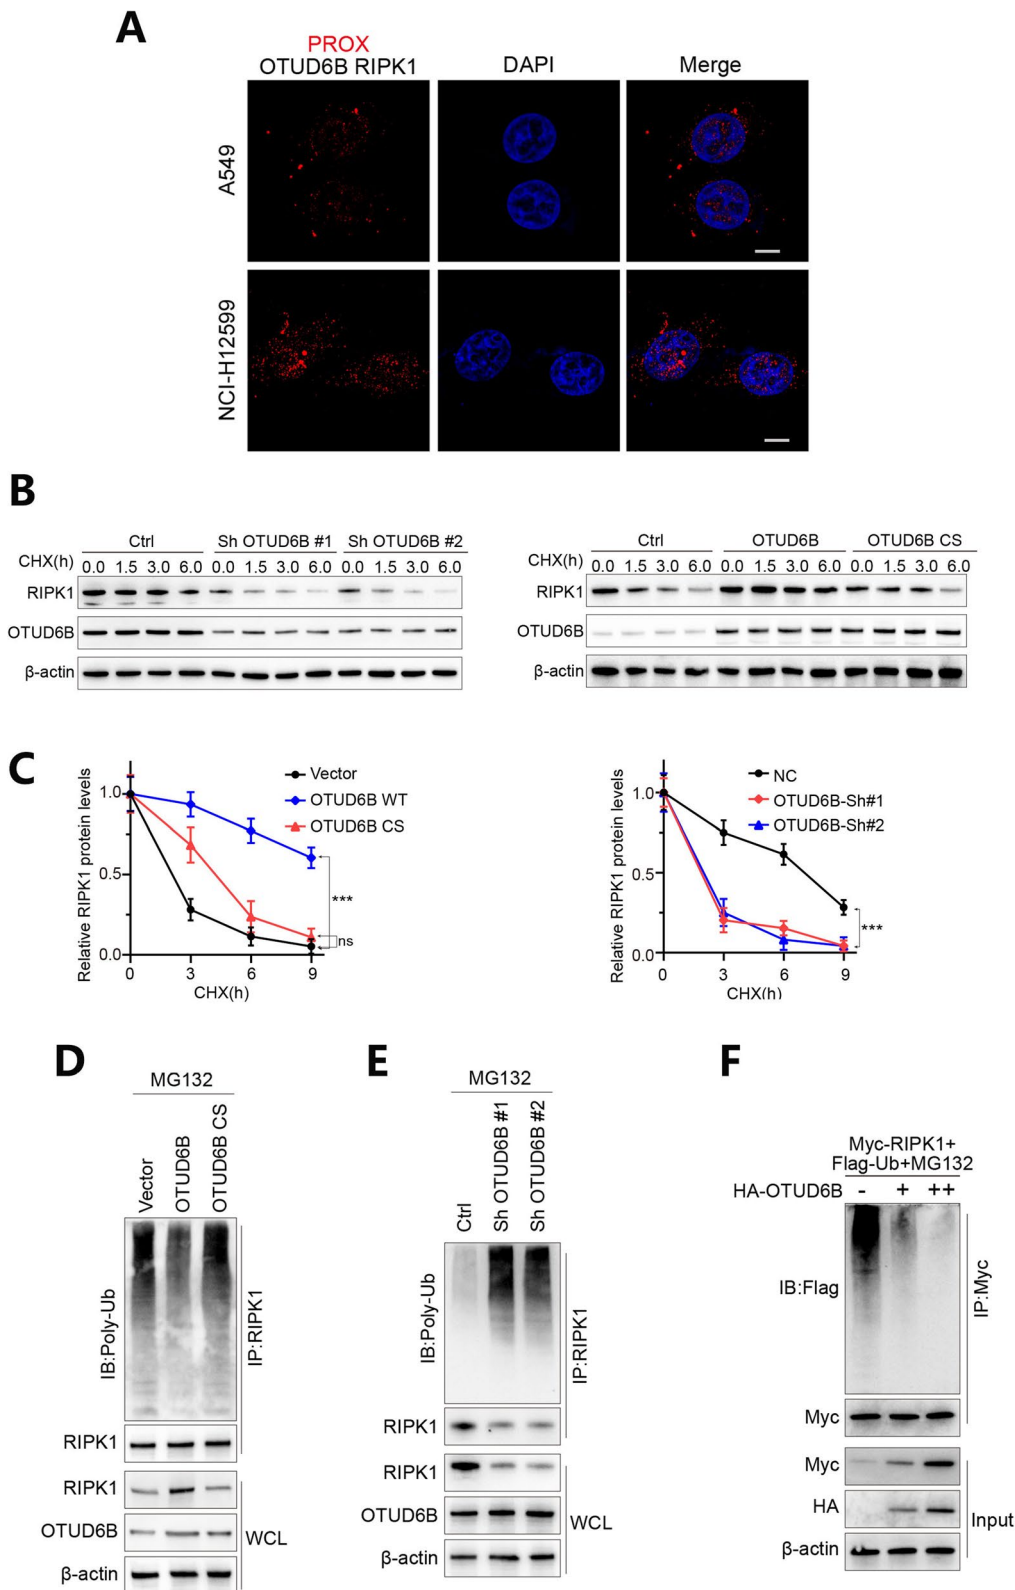 A
PROX
OTUD6B RIPK1
DAPI
Merge
A549
NCI-H12599
B
Ctrl
Sh OTUD6B #1
Sh OTUD6B #2
CHX(h)
0.0 1.5 3.0 6.0 0.0 1.5 3.0 6.0 0.0 1.5 3.0 6.0
RIPK1
OTUD6B
β-actin
Ctrl
OTUD6B
OTUD6B CS
CHX(h)
0.0 1.5 3.0 6.0 0.0 1.5 3.0 6.0 0.0 1.5 3.0 6.0
RIPK1
OTUD6B
β-actin
C
Relative RIPK1 protein levels
1.0
0.5
0.0
0 3 6 9
CHX(h)
Vector
OTUD6B WT
OTUD6B CS
***
ns
Relative RIPK1 protein levels
1.0
0.5
0.0
0 3 6 9
CHX(h)
NC
OTUD6B-Sh#1
OTUD6B-Sh#2
***
D
MG132
Vector
OTUD6B
OTUD6B CS
IB:Poly-Ub
IP:RIPK1
RIPK1
RIPK1
OTUD6B
β-actin
WCL
E
MG132
Ctrl
Sh OTUD6B #1
Sh OTUD6B #2
IB:Poly-Ub
IP:RIPK1
RIPK1
RIPK1
OTUD6B
β-actin
WCL
F
Myc-RIPK1+
Flag-Ub+MG132
HA-OTUD6B - + ++
IB:Flag
IP:Myc
Myc
Myc
HA
β-actin
Input